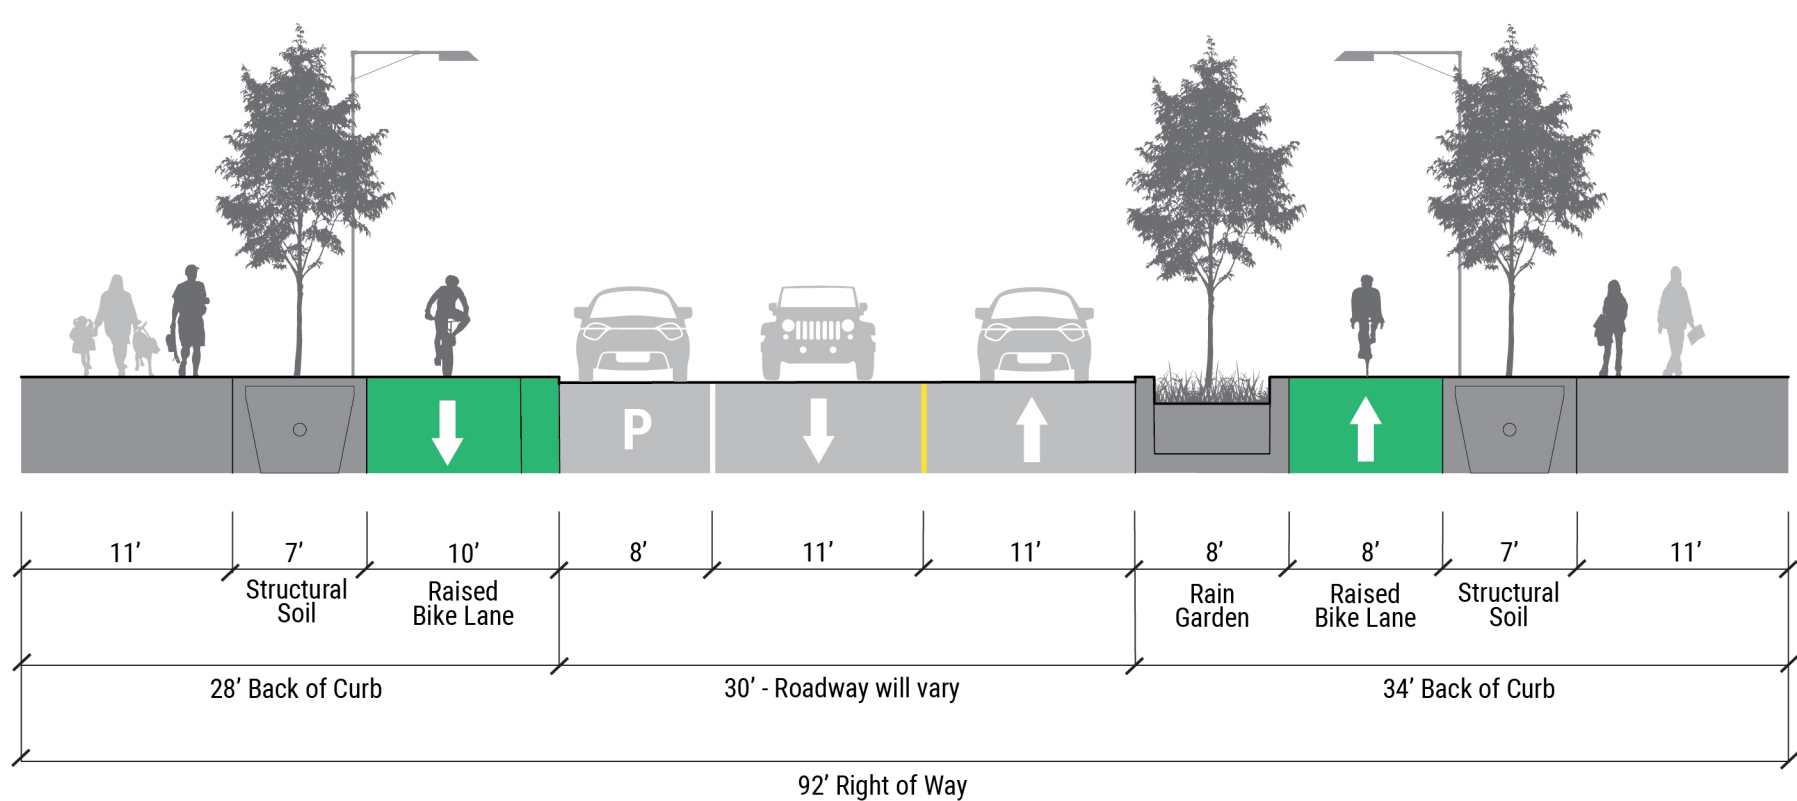 P
11’ 7’ 10’ 8’ 11’ 11’ 8’ 8’ 7’ 11’
Structural
Soil
Raised
Bike Lane
Rain
Garden
Raised
Bike Lane
Structural
Soil
28’ Back of Curb
30’ - Roadway will vary
34’ Back of Curb
92’ Right of Way